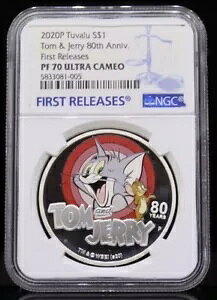 2020P Tuvalu S$1
Tom & Jerry 80th Anniv.
First Releases
PF 70 ULTRA CAMEO
5833081-005
FIRST RELEASES
NGC
TOM and JERRY
80
YEARS
P